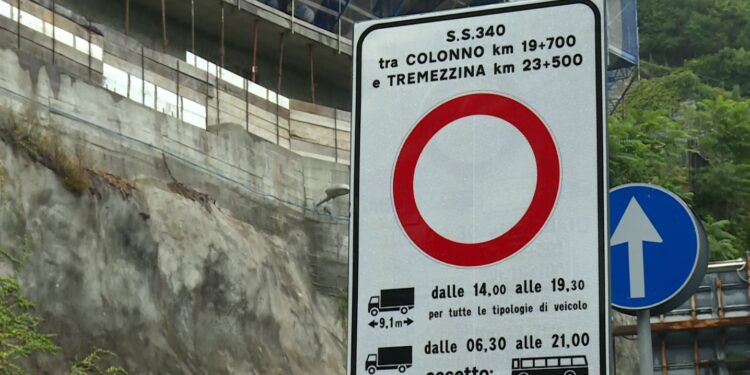 S.S.340
tra COLONNO km 19+700
e TREMEZZINA km 23+500
dalle 14,00 alle 19,30
per tutte le tipologie di veicolo
9,1m
dalle 06,30 alle 21,00
eccetto: